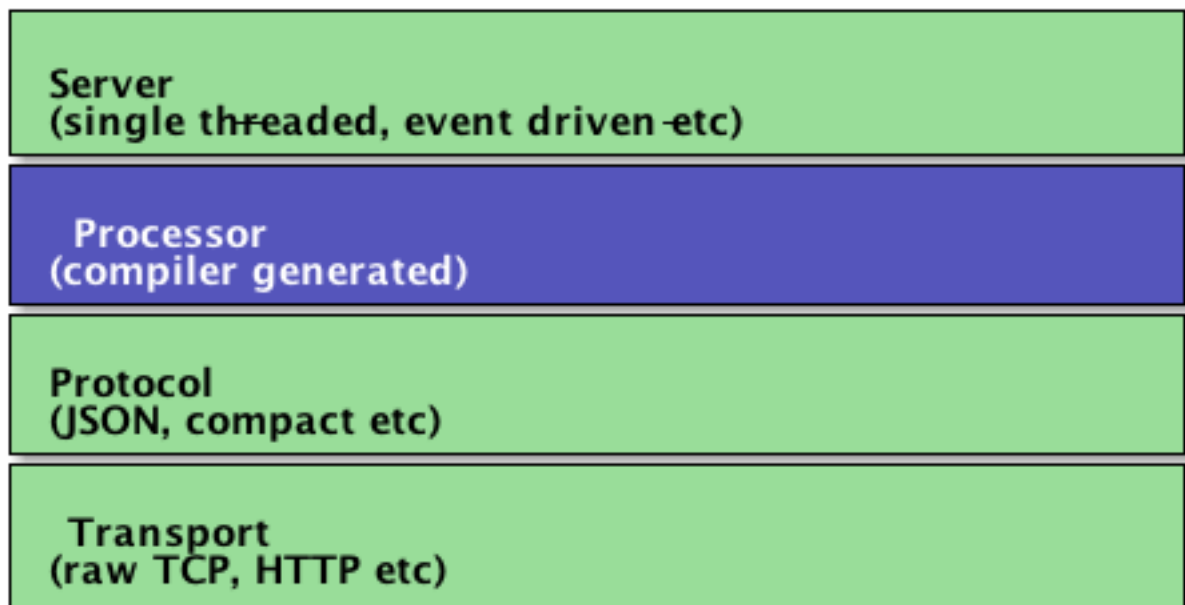 Server
(single threaded, event driven etc)
Processor
(compiler generated)
Protocol
(JSON, compact etc)
Transport
(raw TCP, HTTP etc)